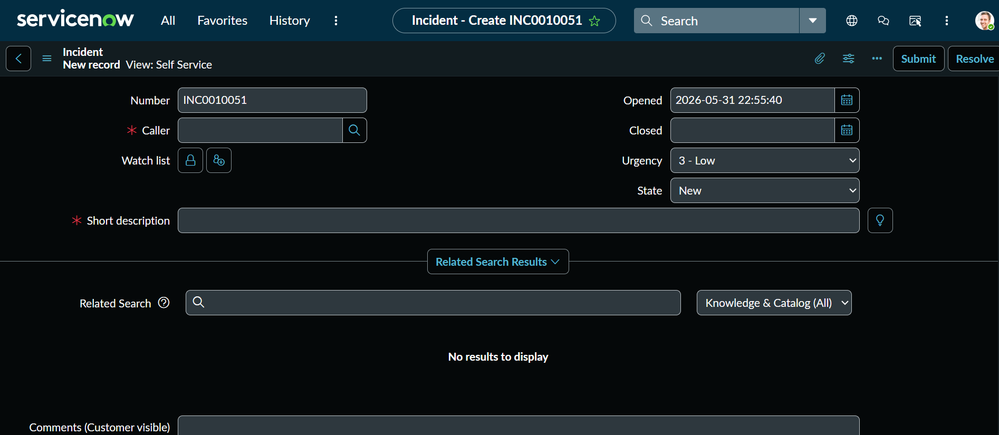 servicenow All Favorites History Incident - Create INC0010051 Search
Incident
New record View: Self Service
Submit Resolve
Number INC0010051 Opened 2026-05-31 22:55:40
* Caller Closed
Watch list Urgency 3 - Low
State New
* Short description
Related Search Results
Related Search Knowledge & Catalog (All)
No results to display
Comments (Customer visible)